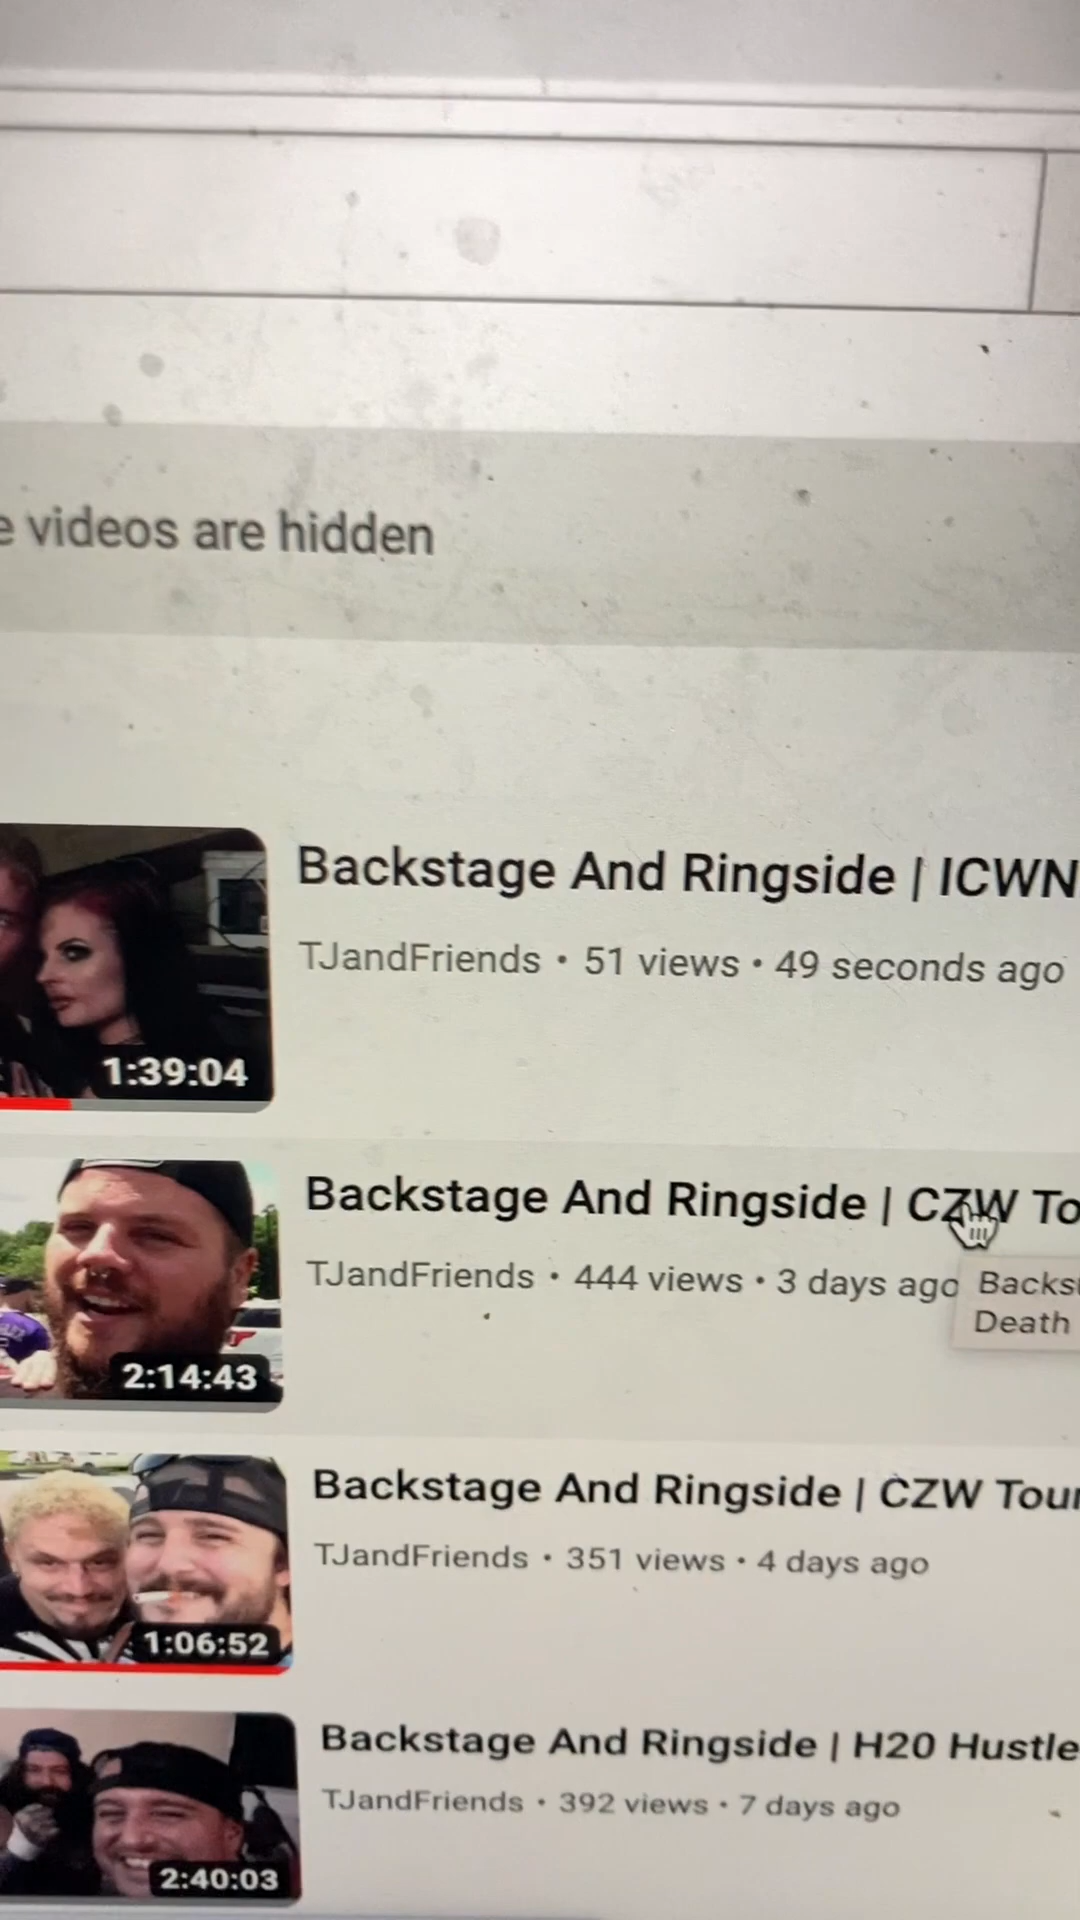 e videos are hidden
Backstage And Ringside | ICWN
TJandFriends • 51 views • 49 seconds ago
1:39:04
Backstage And Ringside | CZW To
TJandFriends • 444 views • 3 days ago
Backs
Death
2:14:43
Backstage And Ringside | CZW Tour
TJandFriends • 351 views • 4 days ago
1:06:52
Backstage And Ringside | H20 Hustle
TJandFriends • 392 views • 7 days ago
2:40:03